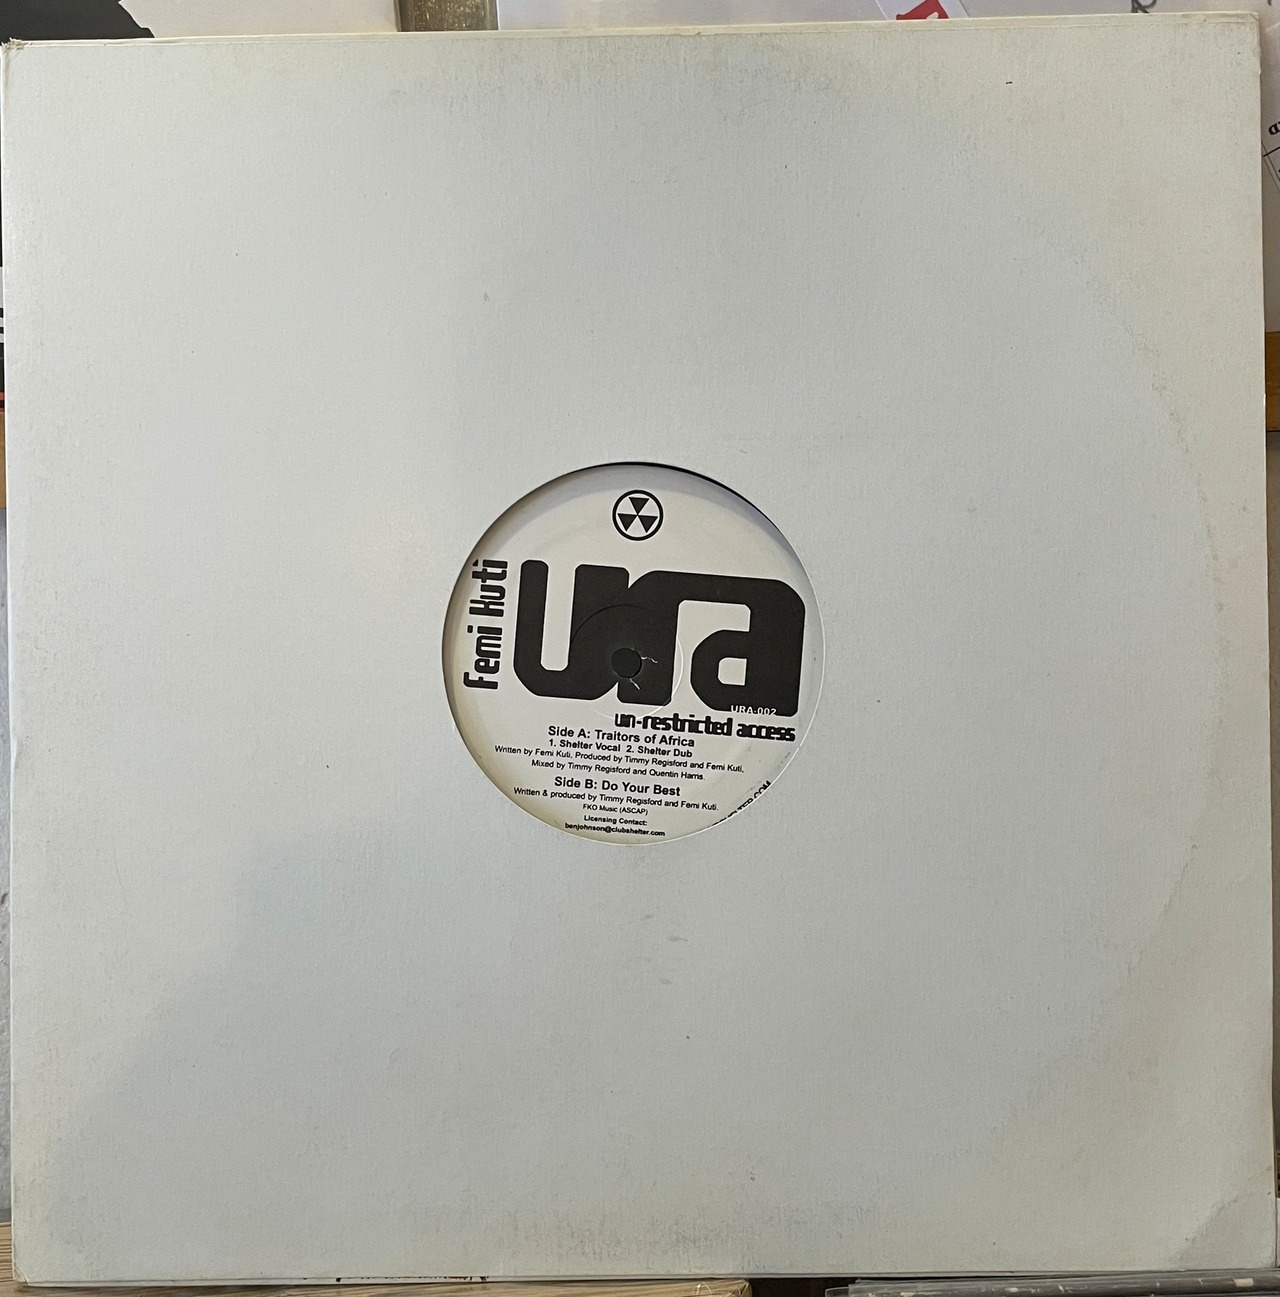 Femi Kuti
ura
URA-002
un-restricted access
Side A: Traitors of Africa
1. Shelter Vocal 2. Shelter Dub
Written by Femi Kuti, Produced by Timmy Regisford and Femi Kuti,
Mixed by Timmy Regisford and Quentin Harris.
Side B: Do Your Best
Written & produced by Timmy Regisford and Femi Kuti.
FKO Music (ASCAP)
Licensing Contact:
benjohnson@clubshelter.com